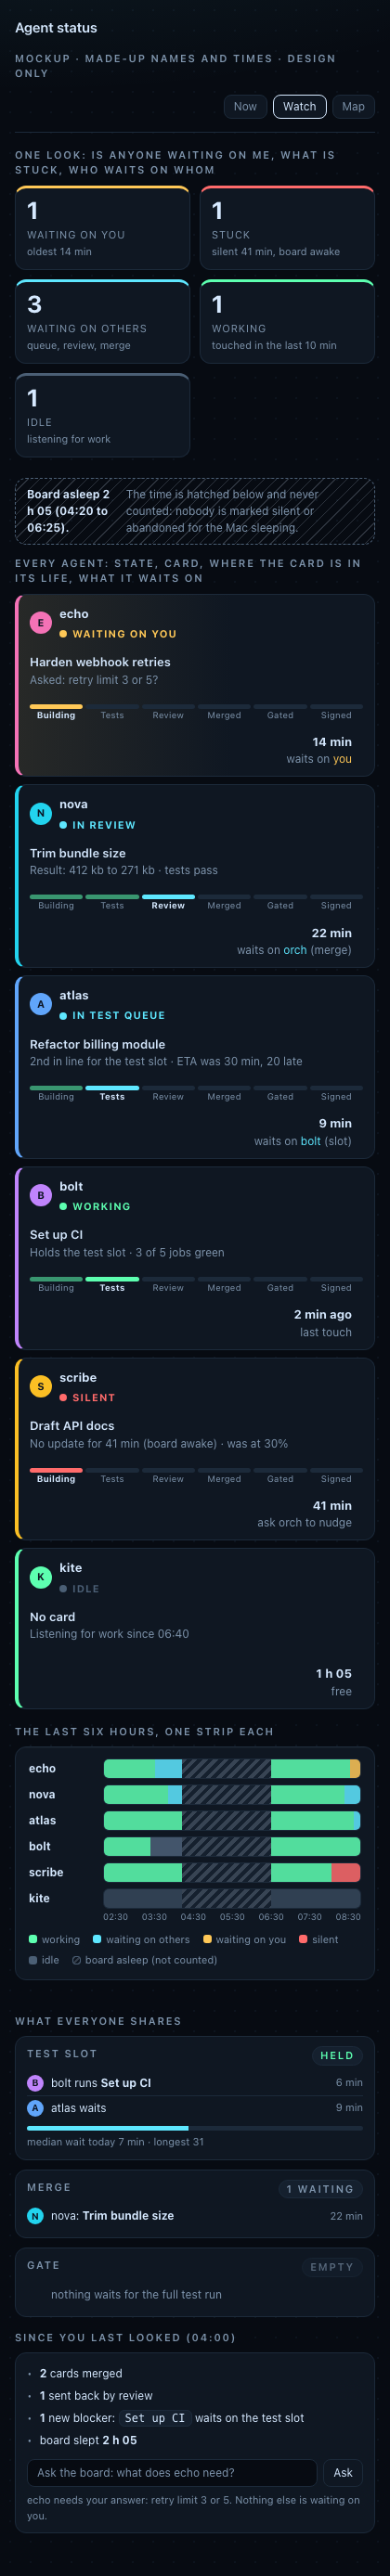 Agent status
MOCKUP · MADE-UP NAMES AND TIMES · DESIGN
ONLY
Now
Watch
Map
ONE LOOK: IS ANYONE WAITING ON ME, WHAT IS
STUCK, WHO WAITS ON WHOM
1
WAITING ON YOU
oldest 14 min
1
STUCK
silent 41 min, board awake
3
WAITING ON OTHERS
queue, review, merge
1
WORKING
touched in the last 10 min
1
IDLE
listening for work
Board asleep 2
h 05 (04:20 to
06:25).
The time is hatched below and never
counted: nobody is marked silent or
abandoned for the Mac sleeping.
EVERY AGENT: STATE, CARD, WHERE THE CARD IS IN
ITS LIFE, WHAT IT WAITS ON
E
echo
WAITING ON YOU
Harden webhook retries
Asked: retry limit 3 or 5?
Building Tests Review Merged Gated Signed
14 min
waits on you
N
nova
IN REVIEW
Trim bundle size
Result: 412 kb to 271 kb · tests pass
Building Tests Review Merged Gated Signed
22 min
waits on orch (merge)
A
atlas
IN TEST QUEUE
Refactor billing module
2nd in line for the test slot · ETA was 30 min, 20 late
Building Tests Review Merged Gated Signed
9 min
waits on bolt (slot)
B
bolt
WORKING
Set up CI
Holds the test slot · 3 of 5 jobs green
Building Tests Review Merged Gated Signed
2 min ago
last touch
S
scribe
SILENT
Draft API docs
No update for 41 min (board awake) · was at 30%
Building Tests Review Merged Gated Signed
41 min
ask orch to nudge
K
kite
IDLE
No card
Listening for work since 06:40
1 h 05
free
THE LAST SIX HOURS, ONE STRIP EACH
echo
nova
atlas
bolt
scribe
kite
02:30 03:30 04:30 05:30 06:30 07:30 08:30
working waiting on others waiting on you silent
idle board asleep (not counted)
WHAT EVERYONE SHARES
TEST SLOT HELD
B bolt runs Set up CI 6 min
A atlas waits 9 min
median wait today 7 min · longest 31
MERGE 1 WAITING
N nova: Trim bundle size 22 min
GATE EMPTY
nothing waits for the full test run
SINCE YOU LAST LOOKED (04:00)
· 2 cards merged
· 1 sent back by review
· 1 new blocker: Set up CI waits on the test slot
· board slept 2 h 05
Ask the board: what does echo need? Ask
echo needs your answer: retry limit 3 or 5. Nothing else is waiting on
you.